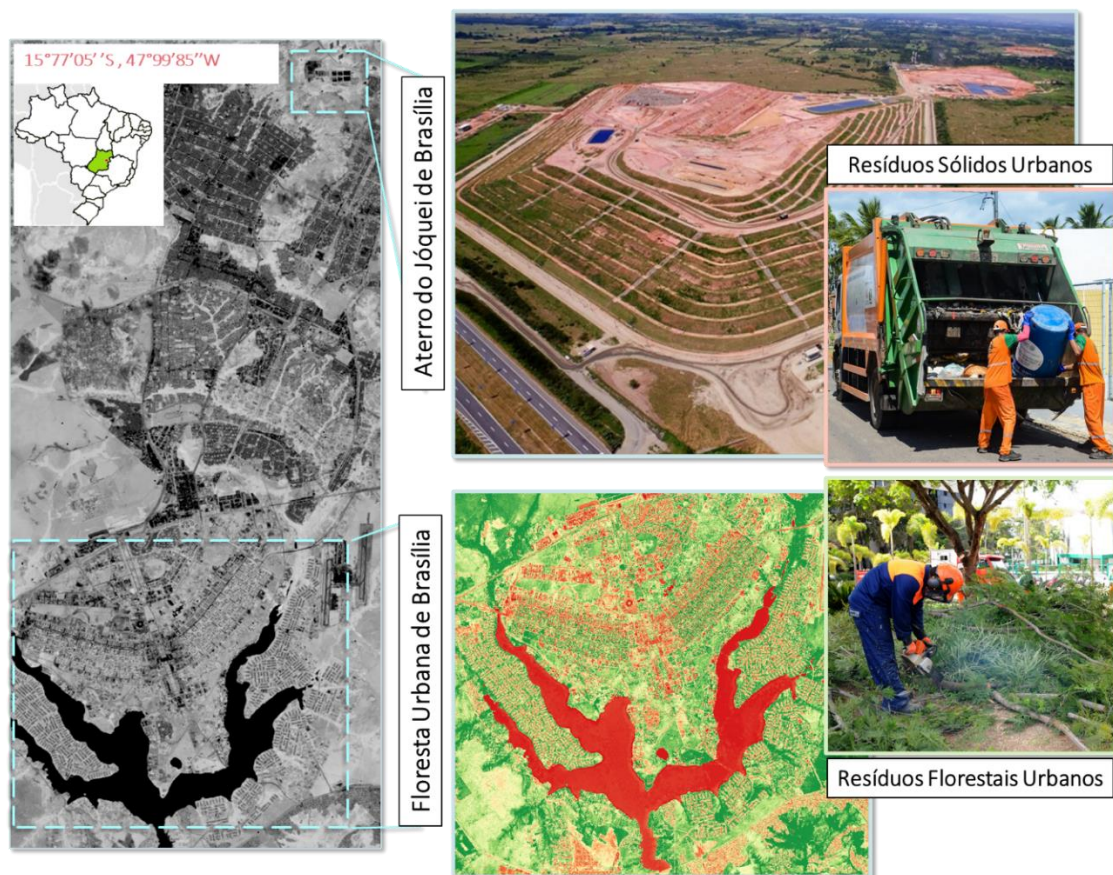 15°77'05''S, 47°99'85''W
Aterro do Jóquei de Brasília
Resíduos Sólidos Urbanos
Floresta Urbana de Brasília
Resíduos Florestais Urbanos